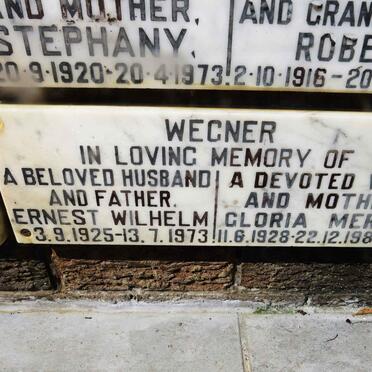 AND MOTHER,
STEPHANY.
20·9·1920-20·4·1973
AND GRAN
ROBE
2·10·1916-20
WEGNER
IN LOVING MEMORY OF
A BELOVED HUSBAND
AND FATHER.
ERNEST WILHELM
3.9.1925-13.7.1973
A DEVOTED
AND MOTH
GLORIA MER
11.6.1928-22.12.198